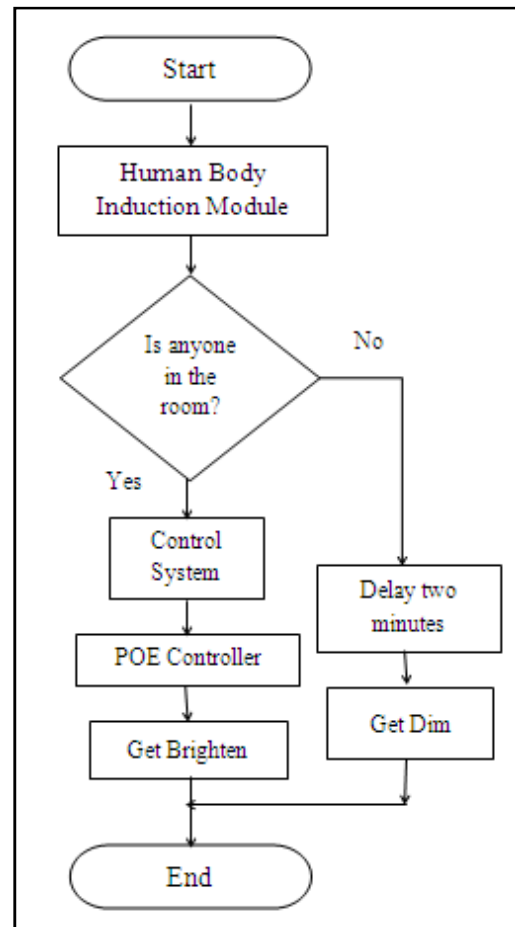 Start
Human Body
Induction Module
Is anyone
in the
room?
No
Yes
Control
System
Delay two
minutes
POE Controller
Get Dim
Get Brighten
End